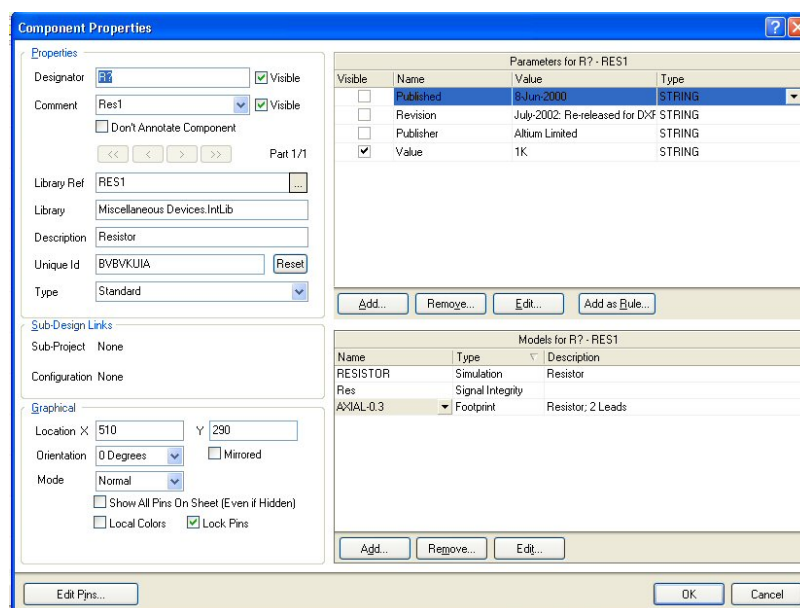 Component Properties
Properties
Designator R? Visible
Comment Res1 Visible
Don't Annotate Component
<< < > >> Part 1/1
Library Ref RES1 ...
Library Miscellaneous Devices.IntLib
Description Resistor
Unique Id BVBVKUIA Reset
Type Standard
Sub-Design Links
Sub-Project None
Configuration None
Graphical
Location X 510 Y 290
Orientation 0 Degrees Mirrored
Mode Normal
Show All Pins On Sheet (Even if Hidden)
Local Colors Lock Pins
Edit Pins...
Parameters for R? - RES1
Visible Name Value Type
Published 8-Jun-2000 STRING
Revision July-2002: Re-released for DXF STRING
Publisher Altium Limited STRING
Value 1K STRING
Add... Remove... Edit... Add as Rule...
Models for R? - RES1
Name Type Description
RESISTOR Simulation Resistor
Res Signal Integrity
AXIAL-0.3 Footprint Resistor; 2 Leads
Add... Remove... Edit...
OK Cancel